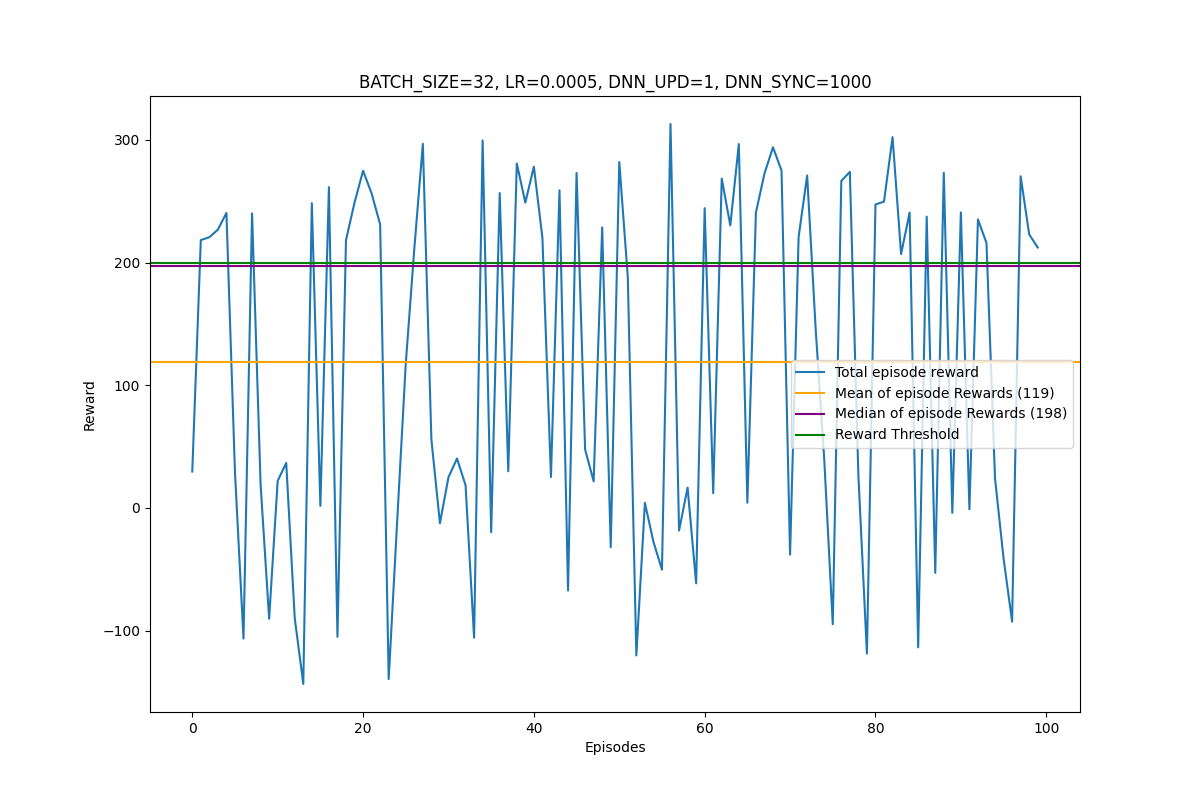 BATCH_SIZE=32, LR=0.0005, DNN_UPD=1, DNN_SYNC=1000
300
200
100
0
−100
Reward
Total episode reward
Mean of episode Rewards (119)
Median of episode Rewards (198)
Reward Threshold
0 20 40 60 80 100
Episodes